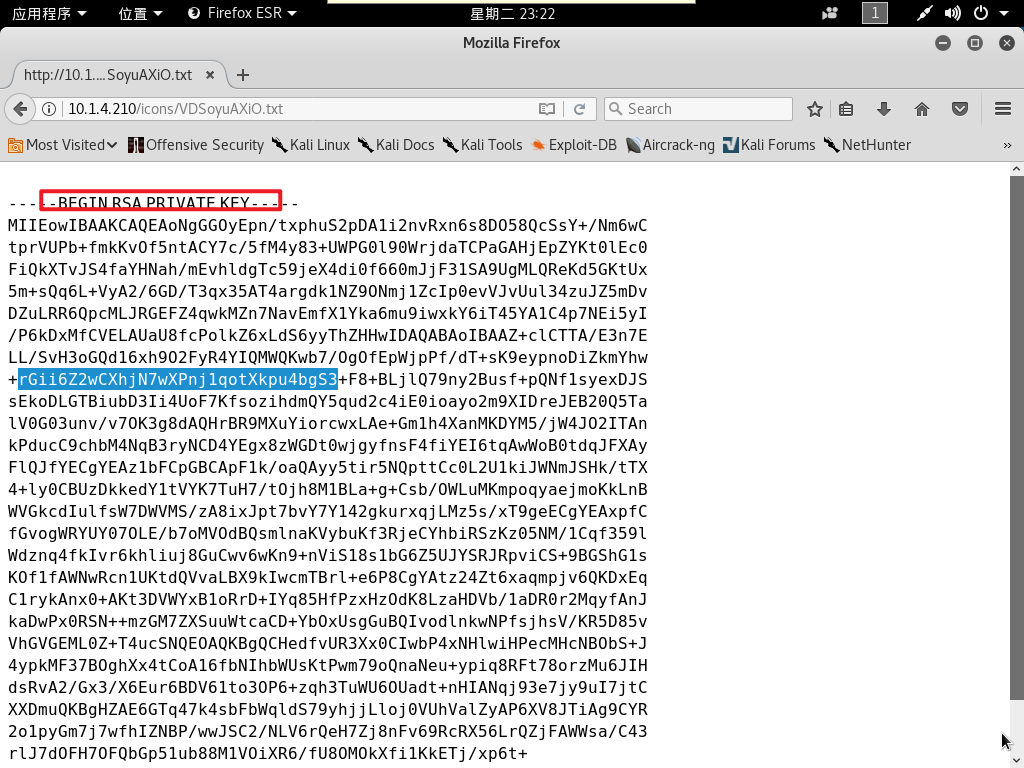 应用程序 位置 Firefox ESR 星期二 23:22 1
Mozilla Firefox
http://10.1....SoyuAXiO.txt
10.1.4.210/icons/VDSoyuAXiO.txt Search
Most Visited Offensive Security Kali Linux Kali Docs Kali Tools Exploit-DB Aircrack-ng Kali Forums NetHunter »
-----BEGIN RSA PRIVATE KEY-----
MIIEowIBAAKCAQEAoNgGGOyEpn/txphuS2pDA1i2nvRxn6s8DO58QcSsY+/Nm6wC
tprVUPb+fmkKvOf5ntACY7c/5fM4y83+UWPG0l90WrjdaTCPaGAHjEpZYKt0lEc0
FiQkXTvJS4faYHNah/mEvhldgTc59jeX4di0f660mJjF31SA9UgMLQReKd5GKtUx
5m+sQq6L+VyA2/6GD/T3qx35AT4argdk1NZ9ONmj1ZcIp0evVJvUul34zuJZ5mDv
DZuLRR6QpcMLJRGEFZ4qwkMZn7NavEmfX1Yka6mu9iwxkY6iT45YA1C4p7NEi5yI
/P6kDxMfCVELAUaU8fcPolkZ6xLdS6yyThZHHwIDAQABAoIBAAZ+clCTTA/E3n7E
LL/SvH3oGQd16xh9O2FyR4YIQMWQKwb7/OgOfEpWjpPf/dT+sK9eypnoDiZkmYhw
+rGii6Z2wCXhjN7wXPnj1qotXkpu4bgS3+F8+BLjlQ79ny2Busf+pQNf1syexDJS
sEkoDLGTBiubD3Ii4UoF7KfsozihdmQY5qud2c4iE0ioayo2m9XIDreJEB20Q5Ta
lV0G03unv/v7OK3g8dAQHrBR9MXuYiorcwxLAe+Gm1h4XanMKDYM5/jW4JO2ITAn
kPducC9chbM4NqB3ryNCD4YEgx8zWGDt0wjgyfnsF4fiYEI6tqAwWoB0tdqJFXAy
FlQJfYECgYEAz1bFCpGBCApF1k/oaQAyy5tir5NQpttCc0L2U1kiJWNmJSHk/tTX
4+ly0CBUzDkkedY1tVYK7TuH7/tOjh8M1BLa+g+Csb/OWLuMKmpoqyaejmoKkLnB
WVGkcdIulfsW7DWVMS/zA8ixJpt7bvY7Y142gkurxqjLMz5s/xT9geECgYEAxpfC
fGvogWRYUY07OLE/b7oMVOdBQsmlnaKVybuKf3RjeCYhbiRSzKz05NM/1Cqf359l
Wdznq4fkIvr6khliuj8GuCwv6wKn9+nViS18s1bG6Z5UJYSRJRpviCS+9BGShG1s
KOf1fAWNwRcn1UKtdQVvaLBX9kIwcmTBrl+e6P8CgYAtz24Zt6xaqmpjv6QKDxEq
C1rykAnx0+AKt3DVWYxB1oRrD+IYq85HfPzxHzOdK8LzaHDVb/1aDR0r2MqyfAnJ
kaDwPx0RSN++mzGM7ZXSuuWtcaCD+YbOxUsgGuBQIvodlnkwNPfsjhsV/KR5D85v
VhGVGEML0Z+T4ucSNQEOAQKBgQCHedfvUR3Xx0CIwbP4xNHlwiHPecMHcNBObS+J
4ypkMF37BOghXx4tCoA16fbNIhbWUsKtPwm79oQnaNeu+ypiq8RFt78orzMu6JIH
dsRvA2/Gx3/X6Eur6BDV61to3OP6+zqh3TuWU6OUadt+nHIANqj93e7jy9uI7jtC
XXDmuQKBgHZAE6GTq47k4sbFbWqldS79yhjjLloj0VUhValZyAP6XV8JTiAg9CYR
2o1pyGm7j7wfhIZNBP/wwJSC2/NLV6rQeH7Zj8nFv69RcRX56LrQZjFAWWsa/C43
rlJ7dOFH7OFQbGp51ub88M1VOiXR6/fU8OMOkXfi1KkETj/xp6t+